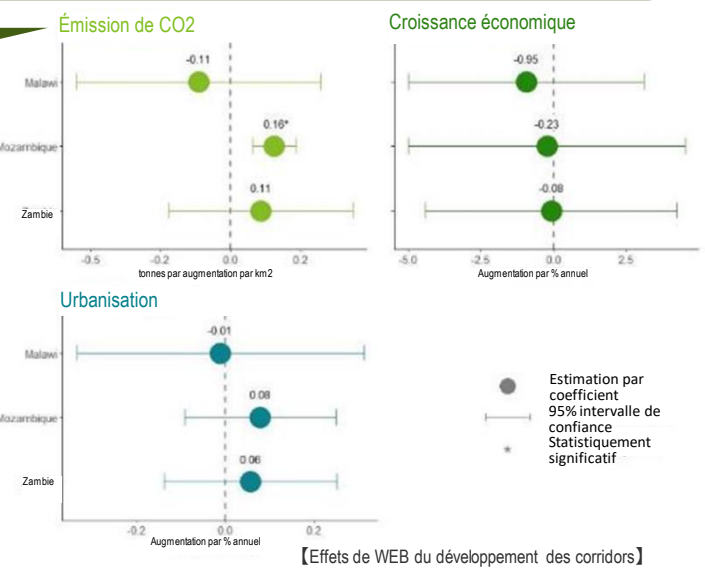 Émission de CO2
-0.11
Malawi
0.16*
Mozambique
0.11
Zambie
-0.5 -0.2 0.0 0.2
tonnes par augmentation par km2
Croissance économique
-0.95
-0.23
-0.08
-5.0 -2.5 0.0 2.5
Augmentation par % annuel
Urbanisation
-0.01
Malawi
0.08
Mozambique
0.06
Zambie
-0.2 0.0 0.2
Augmentation par % annuel
Estimation par
coefficient
95% intervalle de
confiance
* Statistiquement
significatif
【Effets de WEB du développement des corridors】